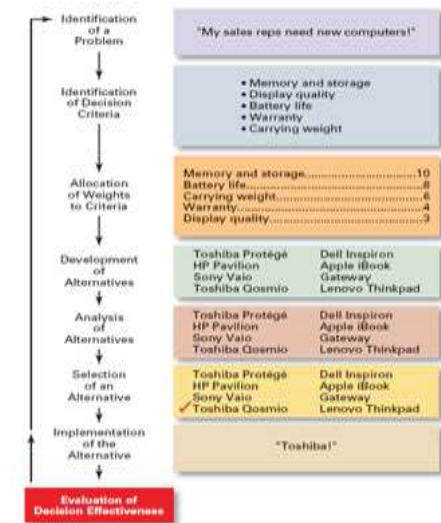 Identification
of a
Problem
"My sales reps need new computers!"
Identification
of Decision
Criteria
• Memory and storage
• Display quality
• Battery life
• Warranty
• Carrying weight
Allocation
of Weights
to Criteria
Memory and storage..................................10
Battery life..................................................8
Carrying weight..........................................6
Warranty.....................................................4
Display quality............................................3
Development
of
Alternatives
Toshiba Protégé Dell Inspiron
HP Pavilion Apple iBook
Sony Vaio Gateway
Toshiba Qosmio Lenovo Thinkpad
Analysis
of
Alternatives
Toshiba Protégé Dell Inspiron
HP Pavilion Apple iBook
Sony Vaio Gateway
Toshiba Qosmio Lenovo Thinkpad
Selection
of an
Alternative
Toshiba Protégé Dell Inspiron
HP Pavilion Apple iBook
Sony Vaio Gateway
✓ Toshiba Qosmio Lenovo Thinkpad
Implementation
of the
Alternative
"Toshiba!"
Evaluation of
Decision Effectiveness